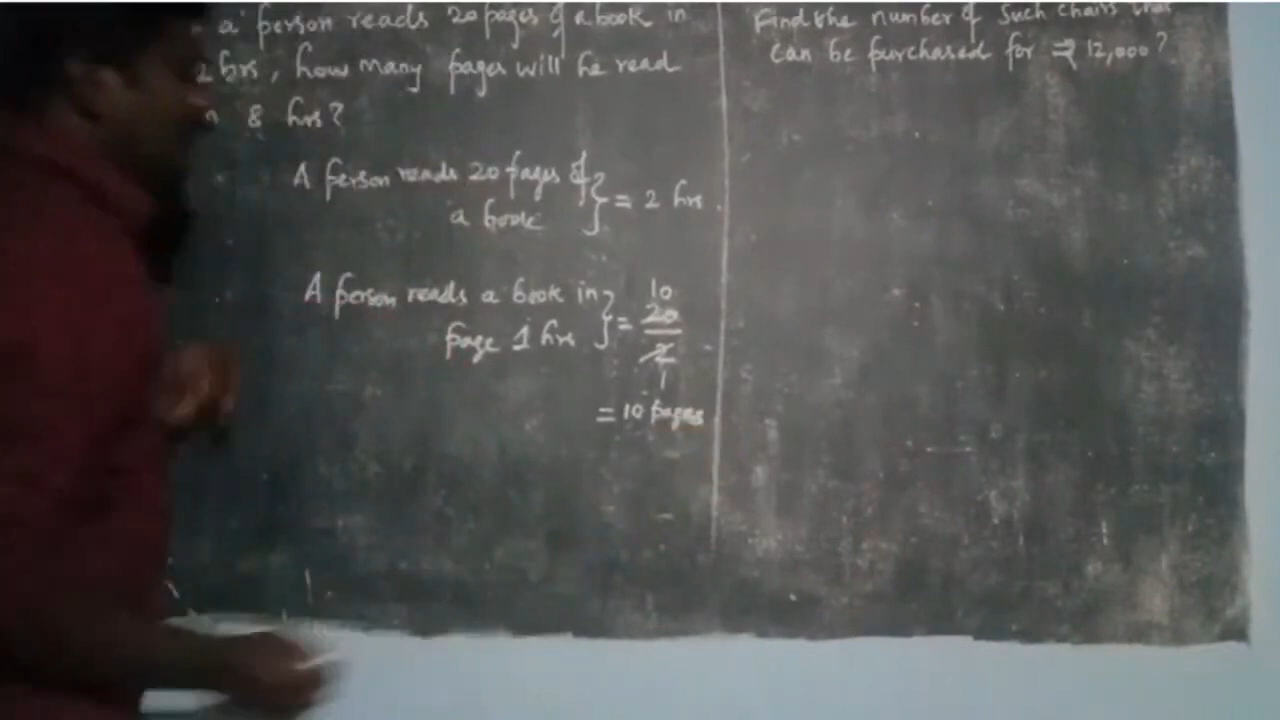 a person reads 20 pages of a book in
2 hrs, how many pages will he read
8 hrs?
A person reads 20 pages of
a book } = 2 hrs.
A person reads a book in
page 1 hrs } = 20/2
10
1
= 10 pages.
Find the number of such chairs that
can be purchased for ₹ 12,000?